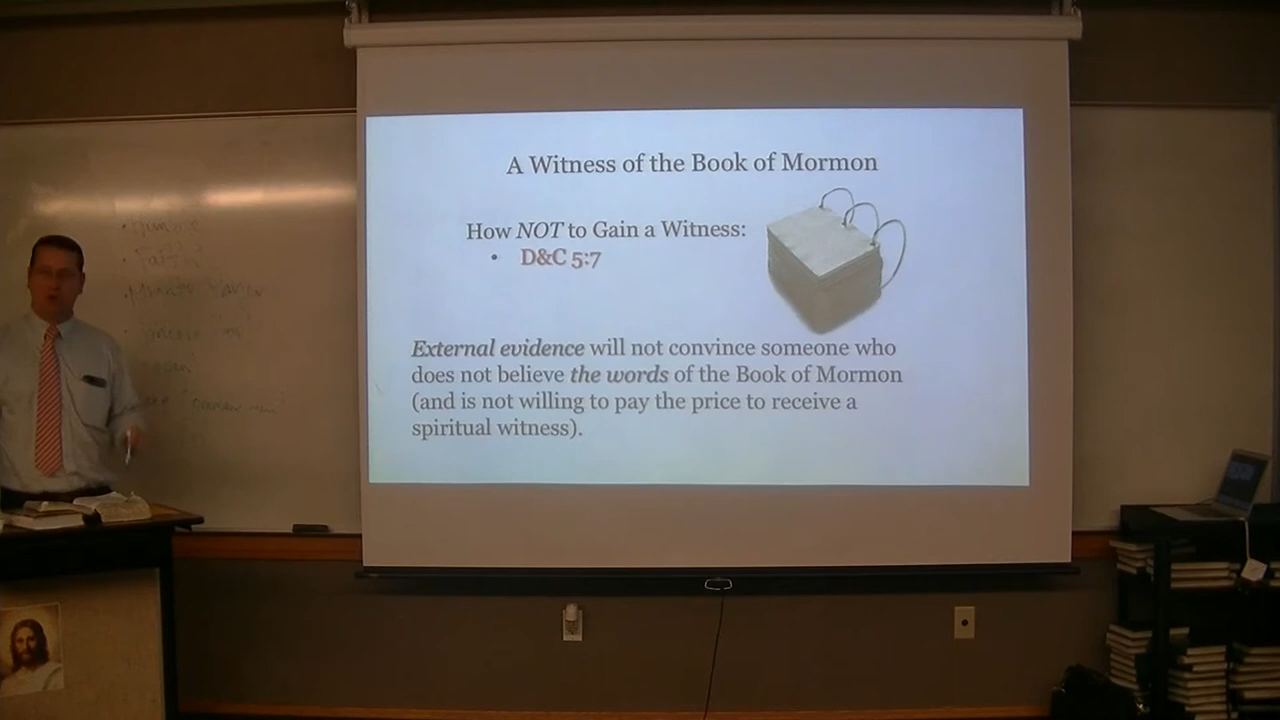 A Witness of the Book of Mormon
How NOT to Gain a Witness:
• D&C 5:7
External evidence will not convince someone who
does not believe the words of the Book of Mormon
(and is not willing to pay the price to receive a
spiritual witness).